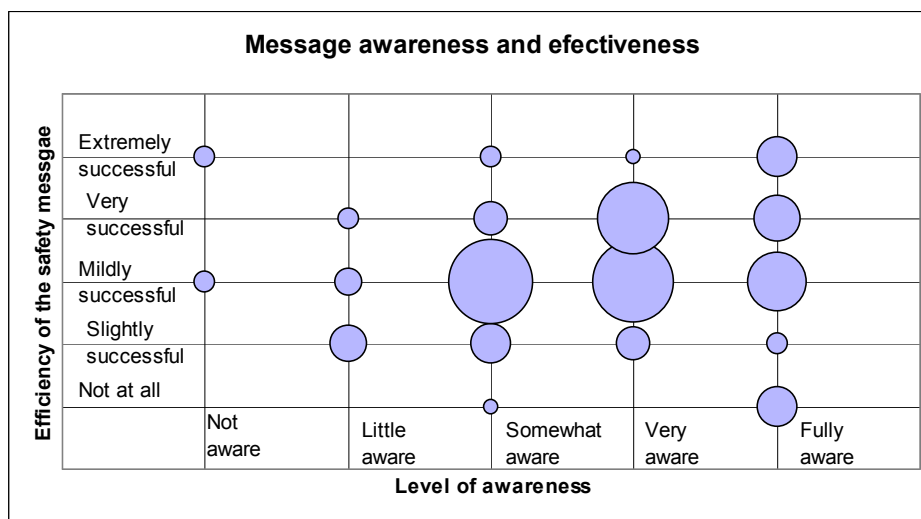 Message awareness and efectiveness
Efficiency of the safety messgae
Extremely
successful
Very
successful
Mildly
successful
Slightly
successful
Not at all
Not
aware
Little
aware
Somewhat
aware
Very
aware
Fully
aware
Level of awareness